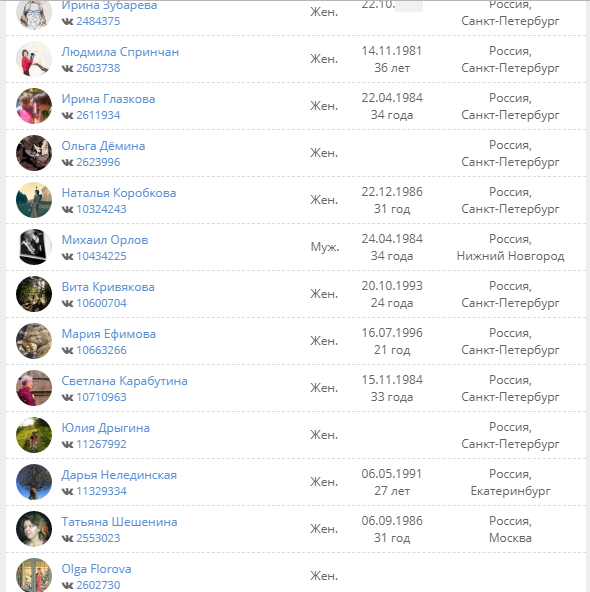 Ирина Зубарева
2484375
Жен.
22.10.
Россия,
Санкт-Петербург
Людмила Спринчан
2603738
Жен.
14.11.1981
36 лет
Россия,
Санкт-Петербург
Ирина Глазкова
2611934
Жен.
22.04.1984
34 года
Россия,
Санкт-Петербург
Ольга Дёмина
2623996
Жен.
Россия,
Санкт-Петербург
Наталья Коробкова
10324243
Жен.
22.12.1986
31 год
Россия,
Санкт-Петербург
Михаил Орлов
10434225
Муж.
24.04.1984
34 года
Россия,
Нижний Новгород
Вита Кривякова
10600704
Жен.
20.10.1993
24 года
Россия,
Санкт-Петербург
Мария Ефимова
10663266
Жен.
16.07.1996
21 год
Россия,
Санкт-Петербург
Светлана Карабутина
10710963
Жен.
15.11.1984
33 года
Россия,
Санкт-Петербург
Юлия Дрыгина
11267992
Жен.
Россия,
Санкт-Петербург
Дарья Нелединская
11329334
Жен.
06.05.1991
27 лет
Россия,
Екатеринбург
Татьяна Шешенина
2553023
Жен.
06.09.1986
31 год
Россия,
Москва
Olga Florova
2602730
Жен.